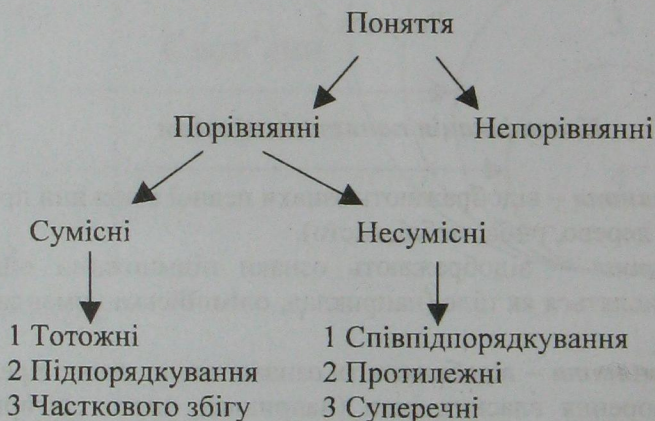 Поняття
Порівнянні Непорівнянні
Сумісні Несумісні
1 Тотожні 1 Співпідпорядкування
2 Підпорядкування 2 Протилежні
3 Часткового збігу 3 Суперечні